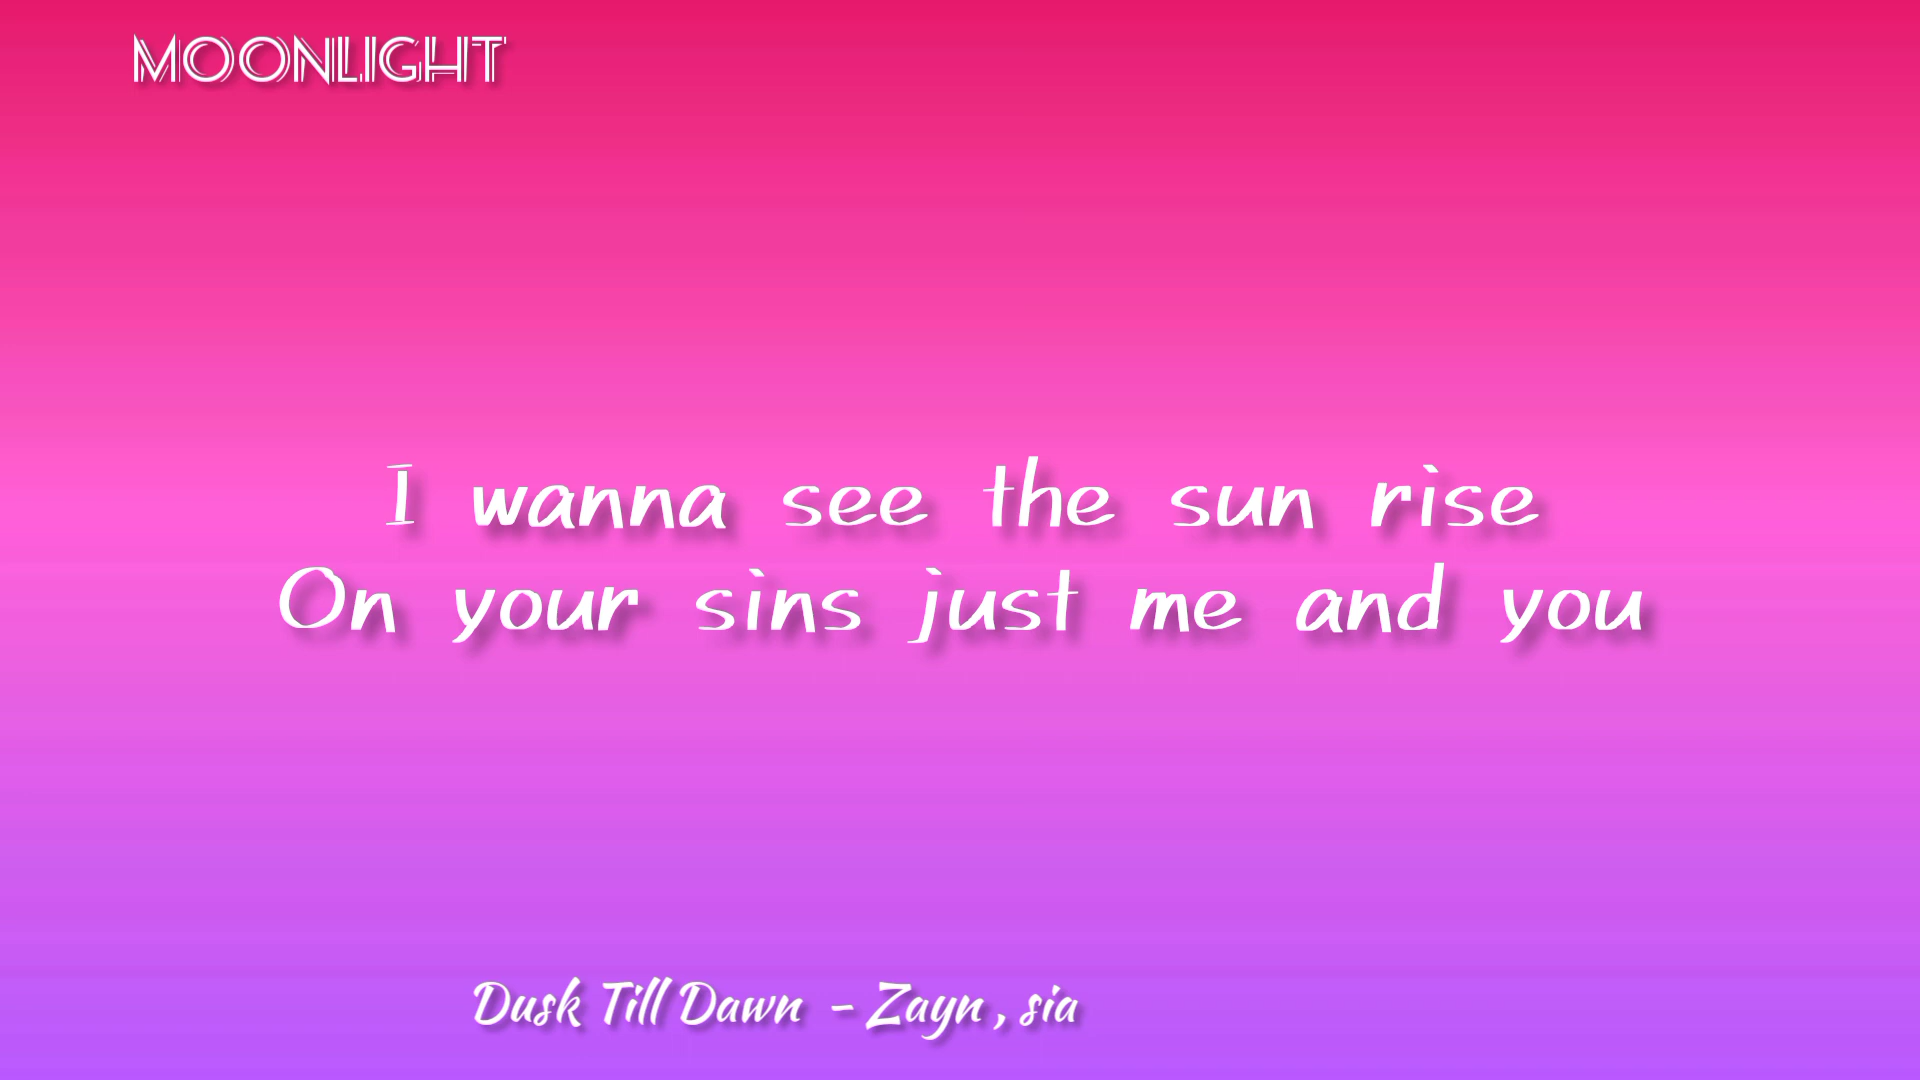 MOONLIGHT
I wanna see the sun rise
On your sins just me and you
Dusk Till Dawn - Zayn , sia